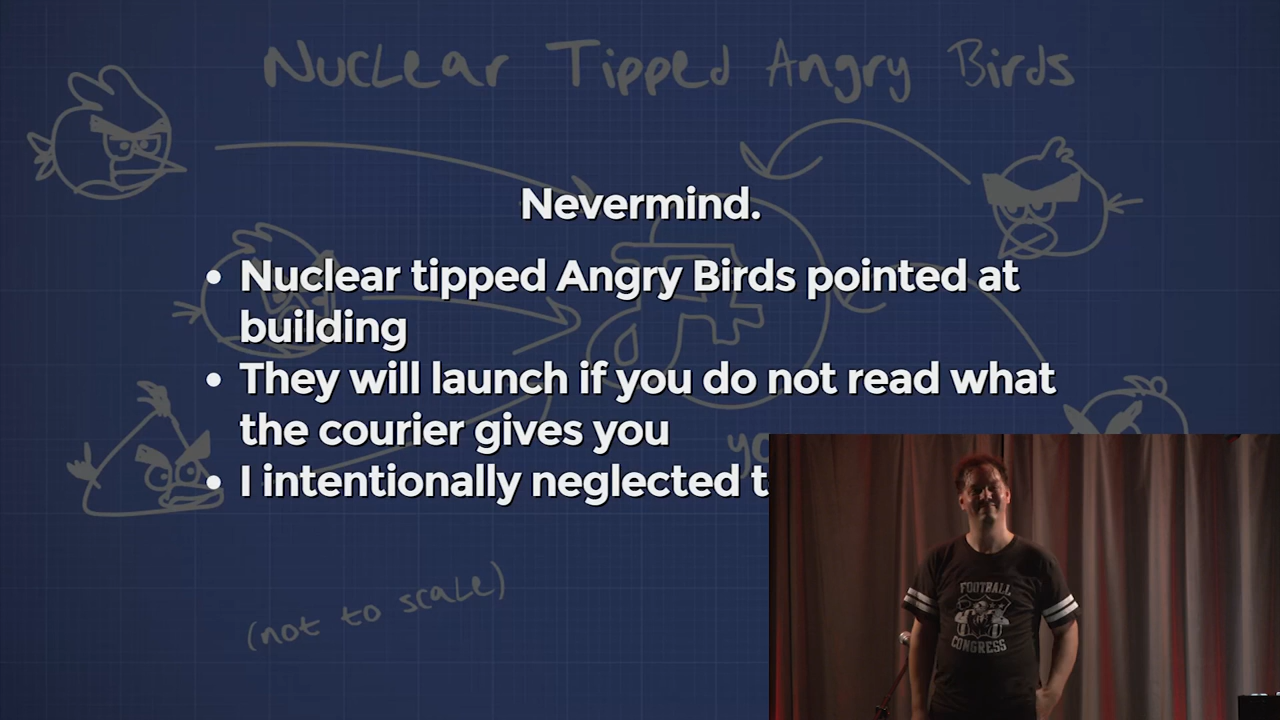 Nuclear Tipped Angry Birds
Nevermind.
• Nuclear tipped Angry Birds pointed at
building
• They will launch if you do not read what
the courier gives you
• I intentionally neglected
(not to scale)
FOOTBALL
CONGRESS